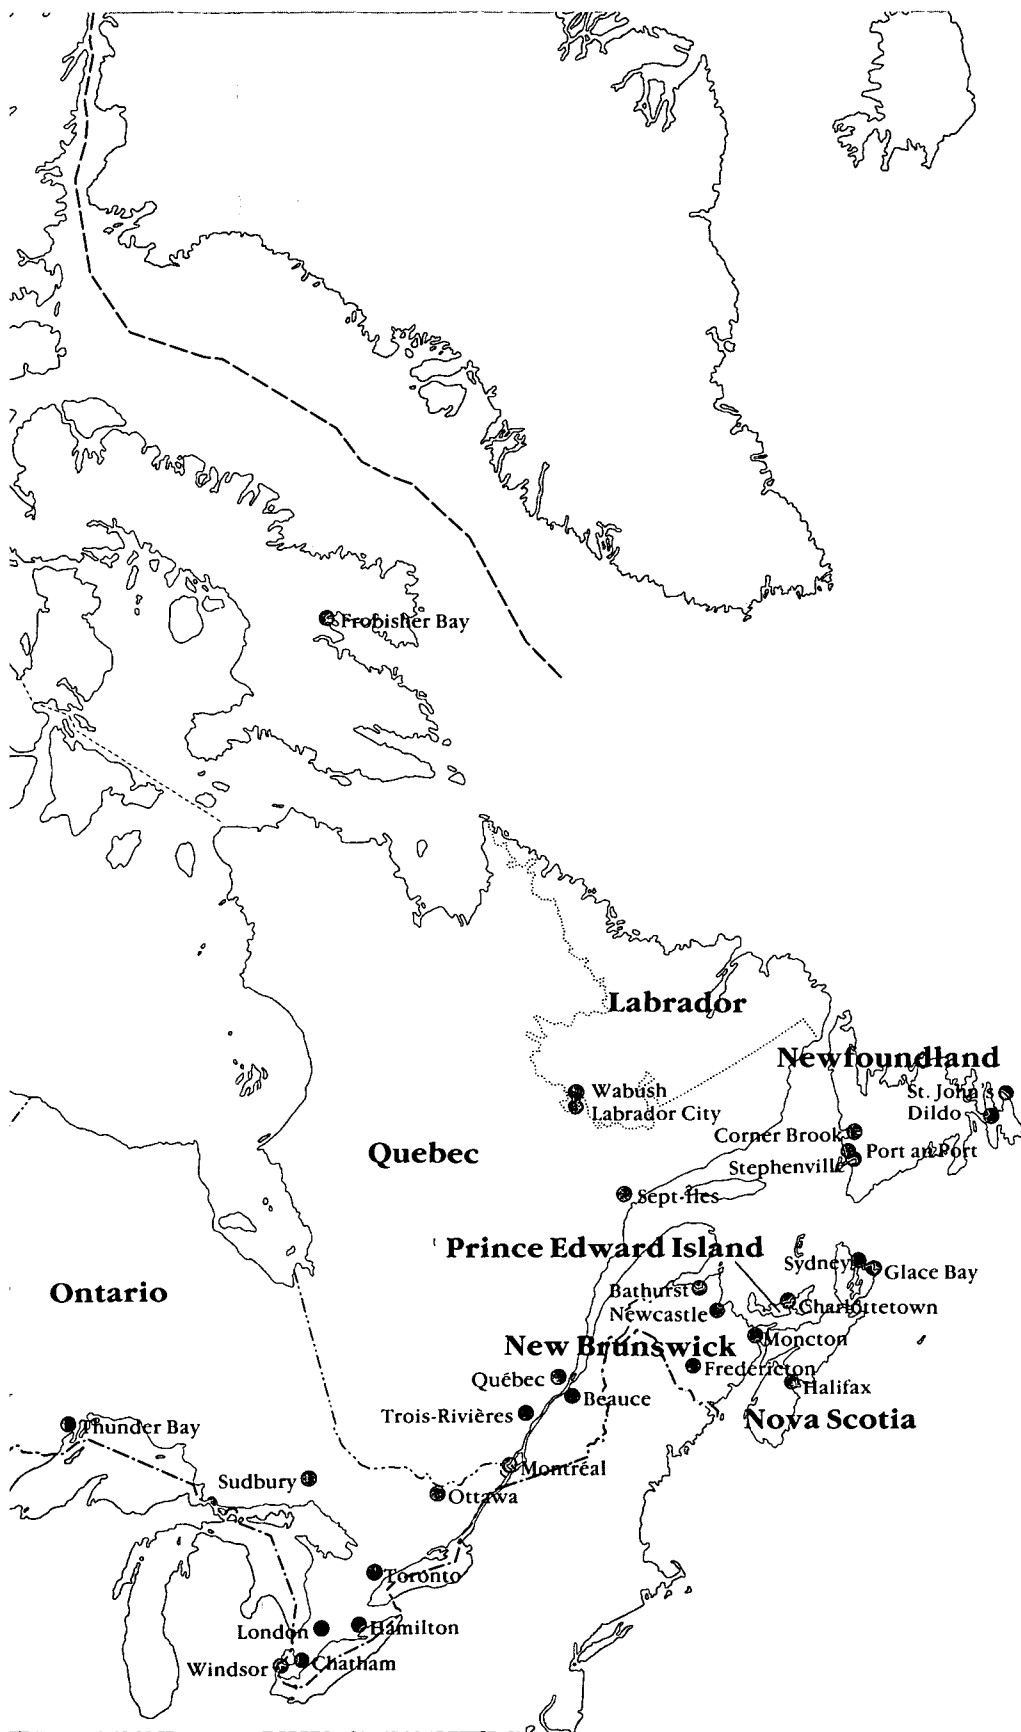 Frobisher Bay
Labrador
Newfoundland
Wabush
St. John's
Labrador City
Dildo
Corner Brook
Quebec
Port au Port
Stephenville
Sept-Îles
Prince Edward Island
Sydney
Glace Bay
Ontario
Bathurst
Charlottetown
Newcastle
Moncton
New Brunswick
Fredericton
Québec
Halifax
Beauce
Trois-Rivières
Nova Scotia
Thunder Bay
Montréal
Sudbury
Ottawa
Toronto
London
Hamilton
Chatham
Windsor